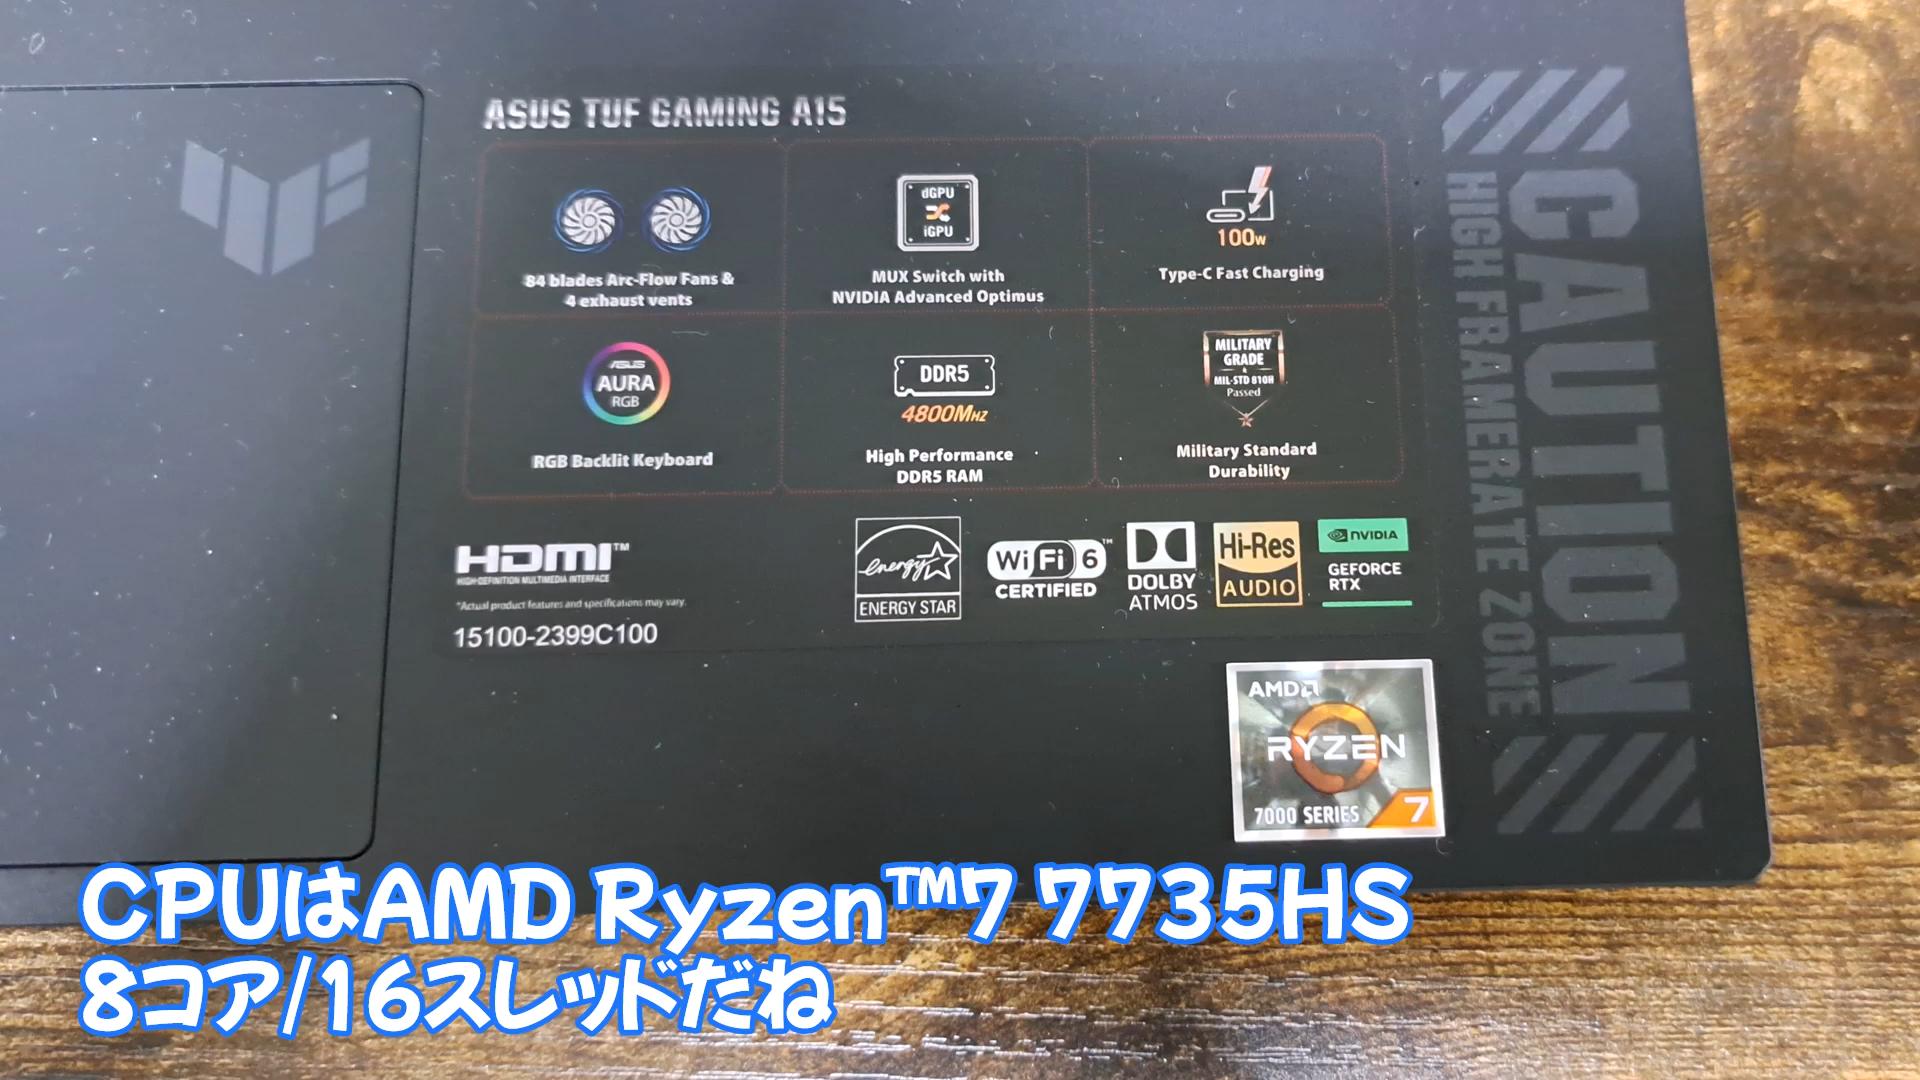 ASUS TUF GAMING A15
84 blades Arc-Flow Fans &
4 exhaust vents
dGPU
iGPU
MUX Switch with
NVIDIA Advanced Optimus
100W
Type-C Fast Charging
ASUS
AURA
RGB
RGB Backlit Keyboard
DDR5
4800MHZ
High Performance
DDR5 RAM
MILITARY
GRADE
&
MIL-STD 810H
Passed
Military Standard
Durability
HDMI™
HIGH-DEFINITION MULTIMEDIA INTERFACE
*Actual product features and specifications may vary.
15100-2399C100
energy
ENERGY STAR
Wi Fi 6™
CERTIFIED
DOLBY
ATMOS
Hi-Res
AUDIO
NVIDIA
GEFORCE
RTX
CAUTION
HIGH FRAMERATE ZONE
AMD
RYZEN
7000 SERIES 7
CPUはAMD Ryzen™7 7735HS
8コア/16スレッドだね